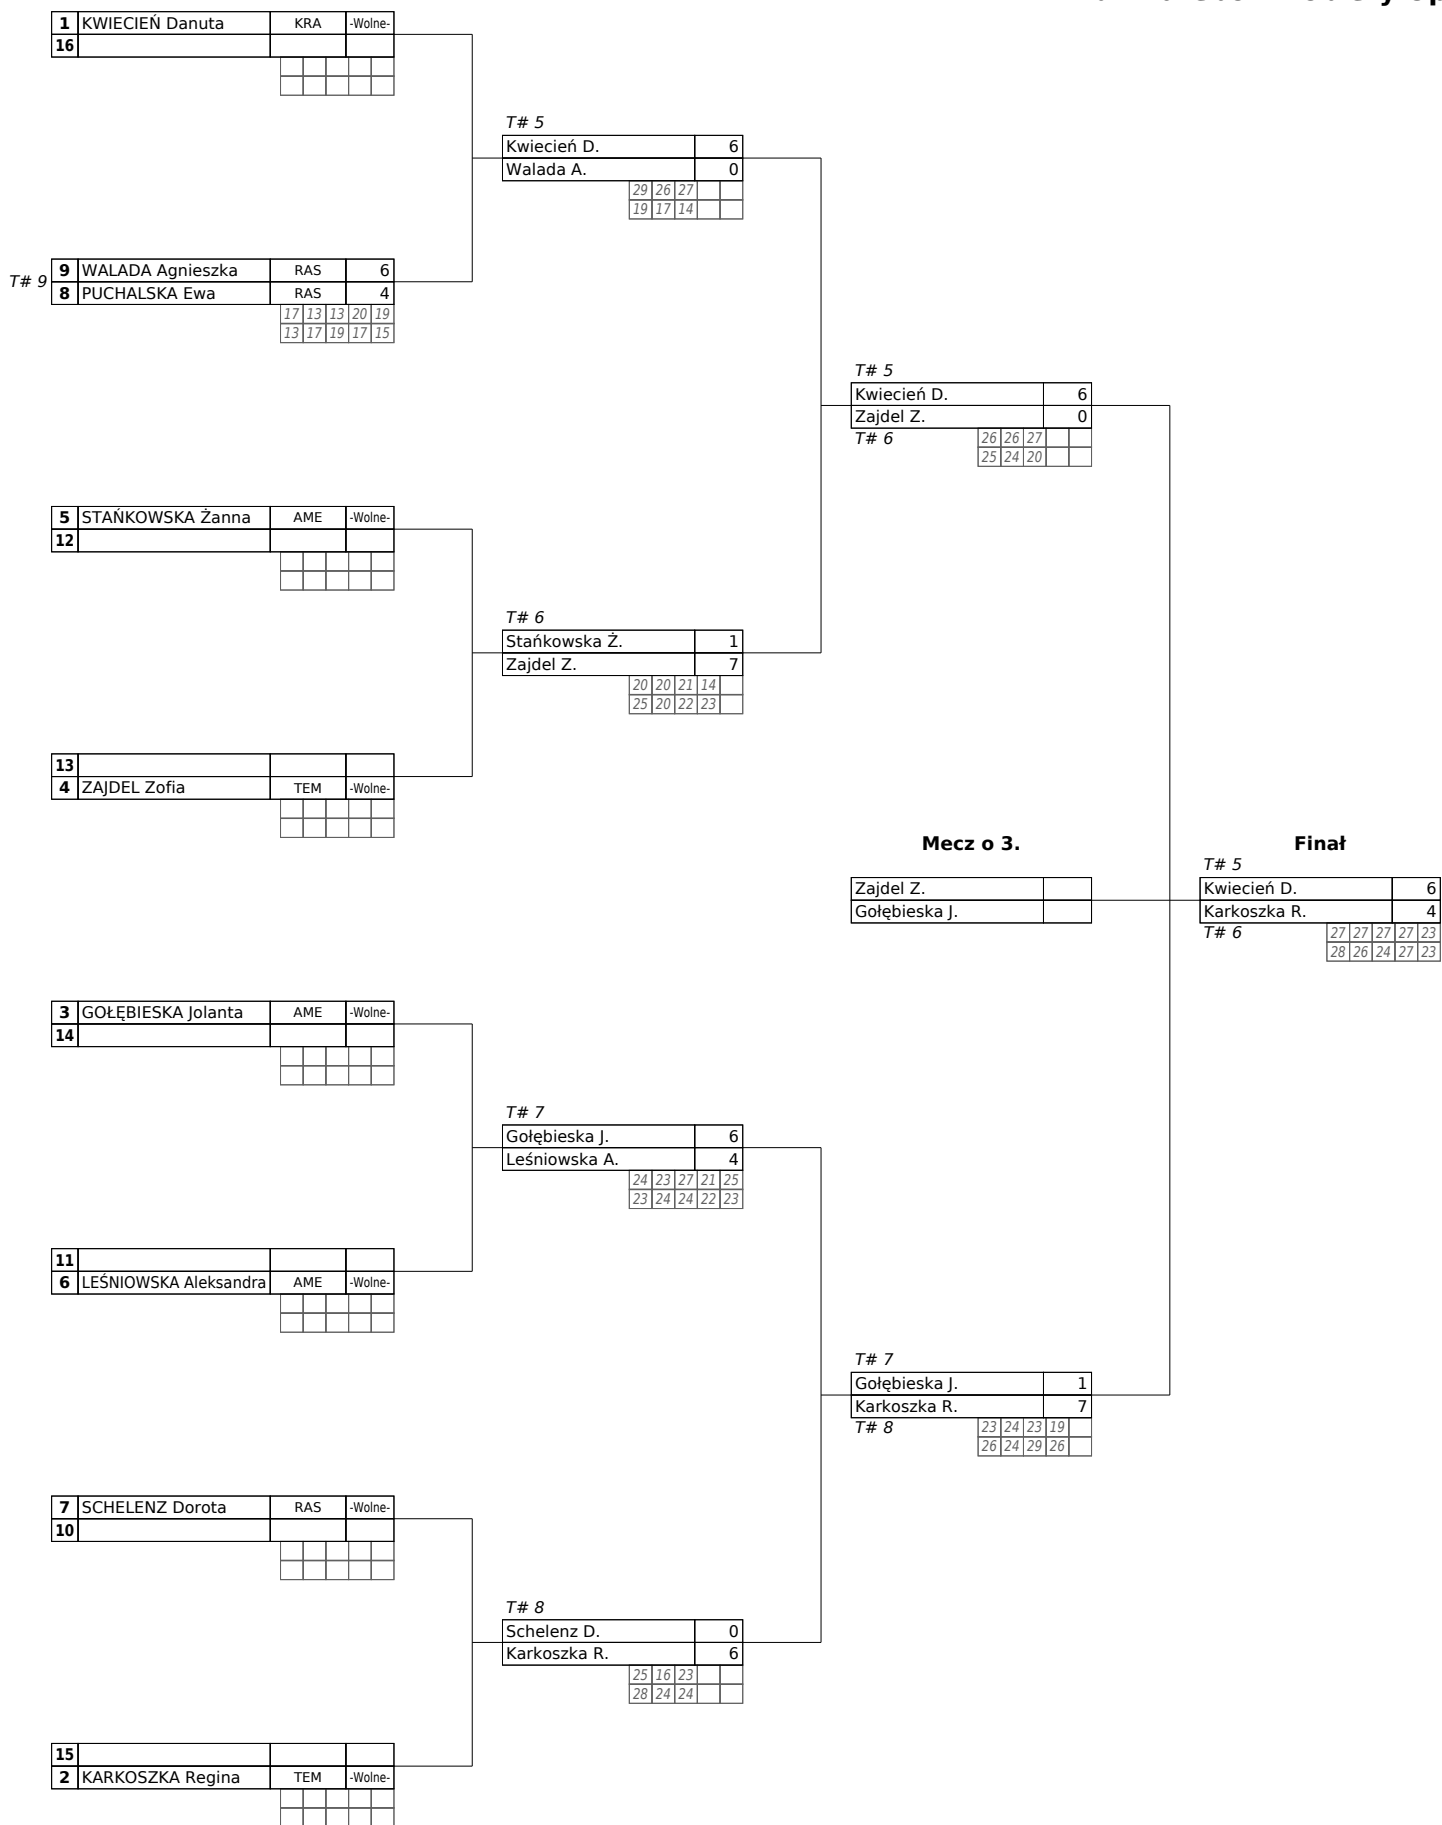 1 KWIECIEŃ Danuta KRA -Wolne-
16
T# 5
Kwiecień D. 6
Walada A. 0
29 26 27
19 17 14
T# 9
9 WALADA Agnieszka RAS 6
8 PUCHALSKA Ewa RAS 4
17 13 13 20 19
13 17 19 17 15
T# 5
Kwiecień D. 6
Zajdel Z. 0
T# 6 26 26 27
25 24 20
5 STAŃKOWSKA Żanna AME -Wolne-
12
T# 6
Stańkowska Ż. 1
Zajdel Z. 7
20 20 21 14
25 20 22 23
13
4 ZAJDEL Zofia TEM -Wolne-
Mecz o 3. Finał
T# 5
Zajdel Z. Kwiecień D. 6
Gołębieska J. Karkoszka R. 4
T# 6 27 27 27 27 23
28 26 24 27 23
3 GOŁĘBIESKA Jolanta AME -Wolne-
14
T# 7
Gołębieska J. 6
Leśniowska A. 4
24 23 27 21 25
23 24 24 22 23
11
6 LEŚNIOWSKA Aleksandra AME -Wolne-
T# 7
Gołębieska J. 1
Karkoszka R. 7
T# 8 23 24 23 19
26 24 29 26
7 SCHELENZ Dorota RAS -Wolne-
10
T# 8
Schelenz D. 0
Karkoszka R. 6
25 16 23
28 24 24
15
2 KARKOSZKA Regina TEM -Wolne-